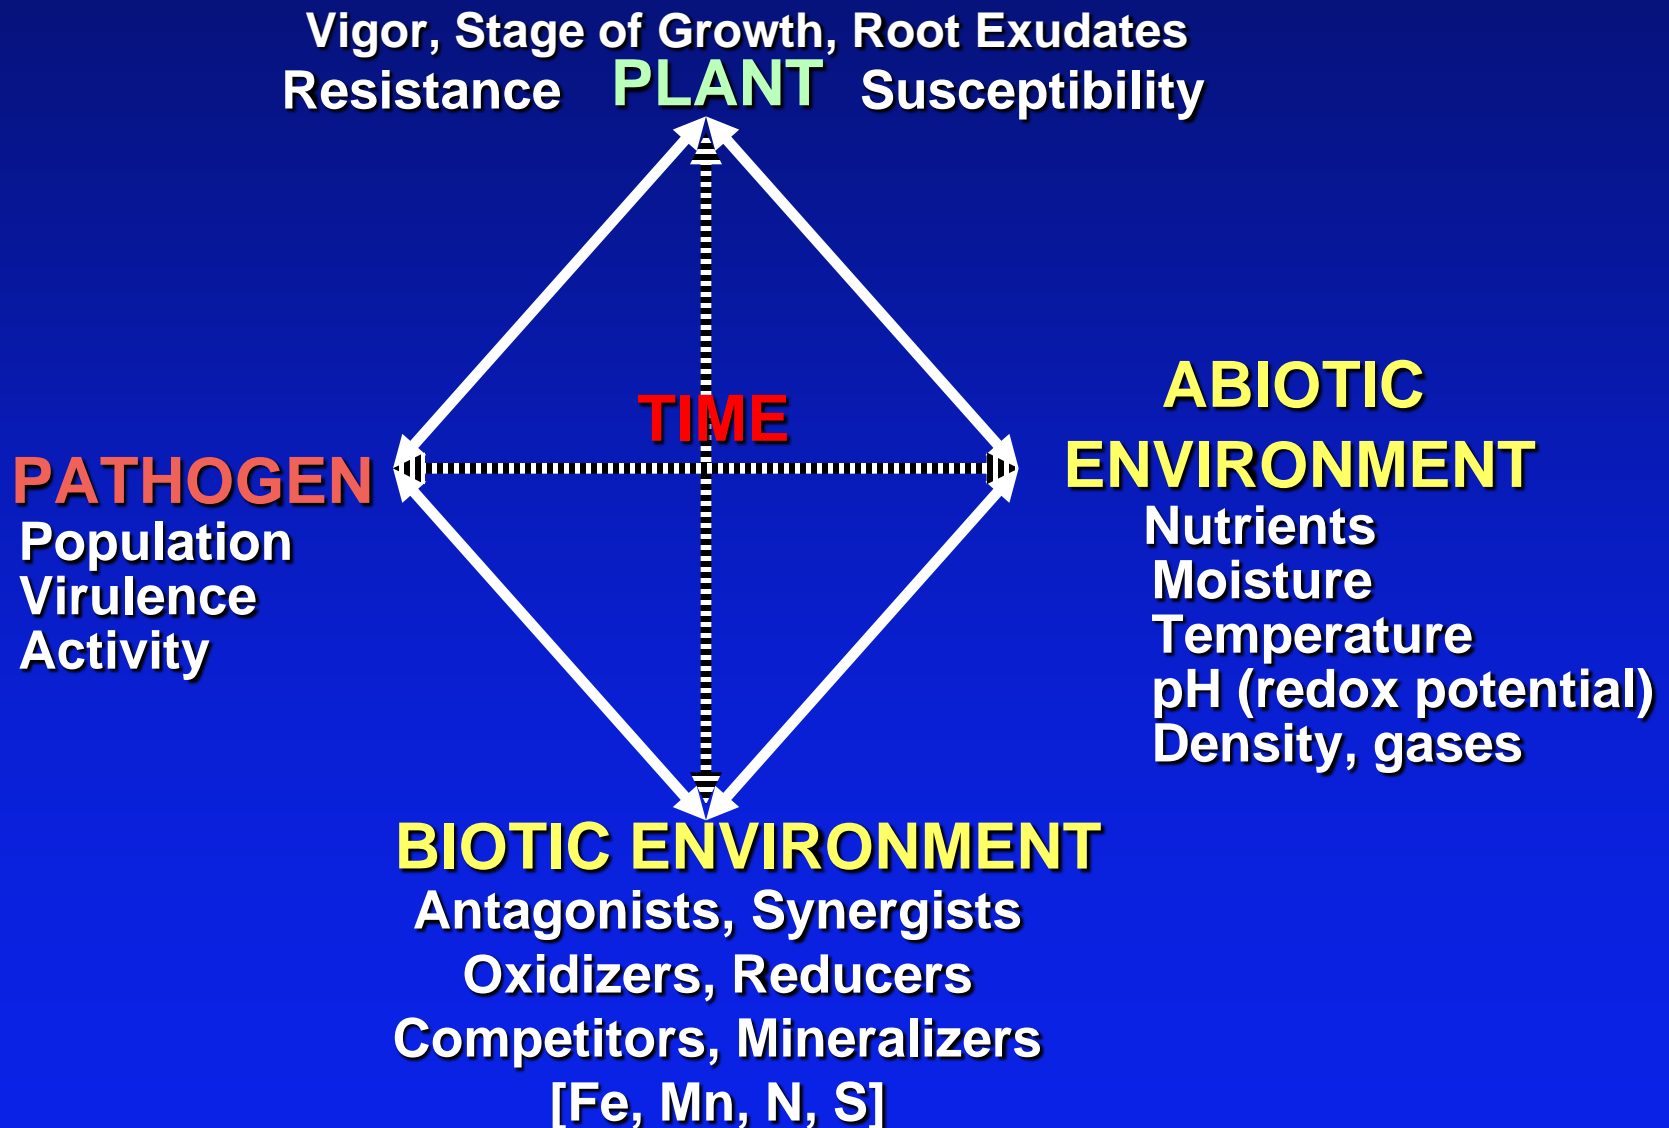 Vigor, Stage of Growth, Root Exudates
Resistance PLANT Susceptibility
TIME
PATHOGEN
Population
Virulence
Activity
ABIOTIC
ENVIRONMENT
Nutrients
Moisture
Temperature
pH (redox potential)
Density, gases
BIOTIC ENVIRONMENT
Antagonists, Synergists
Oxidizers, Reducers
Competitors, Mineralizers
[Fe, Mn, N, S]